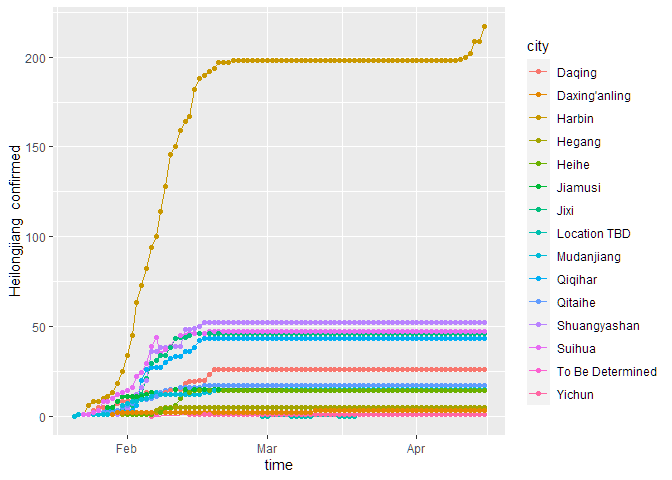 200
150
100
50
0
Heilongjiang confirmed
Feb
Mar
Apr
time
city
Daqing
Daxing'anling
Harbin
Hegang
Heihe
Jiamusi
Jixi
Location TBD
Mudanjiang
Qiqihar
Qitaihe
Shuangyashan
Suihua
To Be Determined
Yichun